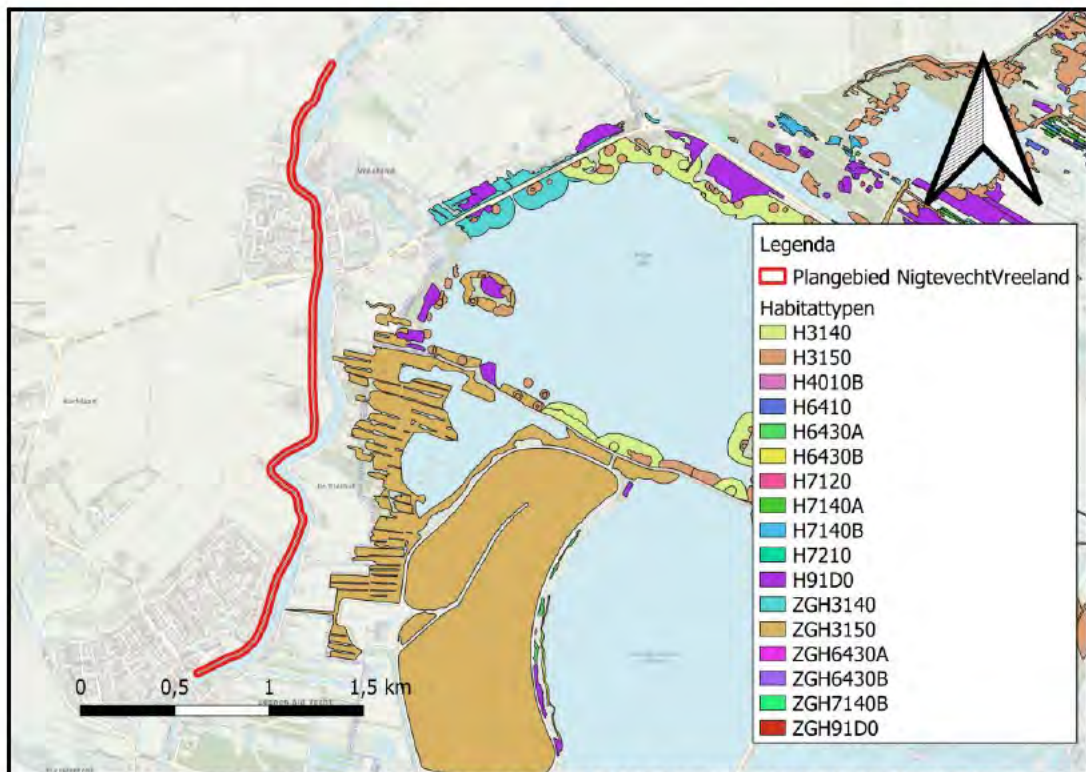 Vreeland
Legenda
Plangebied NigtevechtVreeland
Habitattypen
H3140
H3150
H4010B
H6410
H6430A
H6430B
H7120
H7140A
H7140B
H7210
H91D0
ZGH3140
ZGH3150
ZGH6430A
ZGH6430B
ZGH7140B
ZGH91D0
0 0,5 1 1,5 km